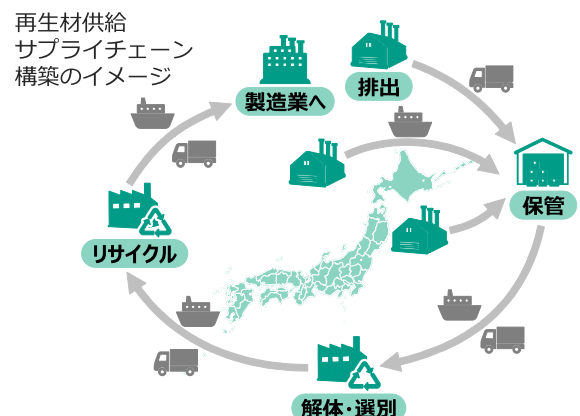 再生材供給
サプライチェーン
構築のイメージ
製造業へ
排出
保管
リサイクル
解体・選別